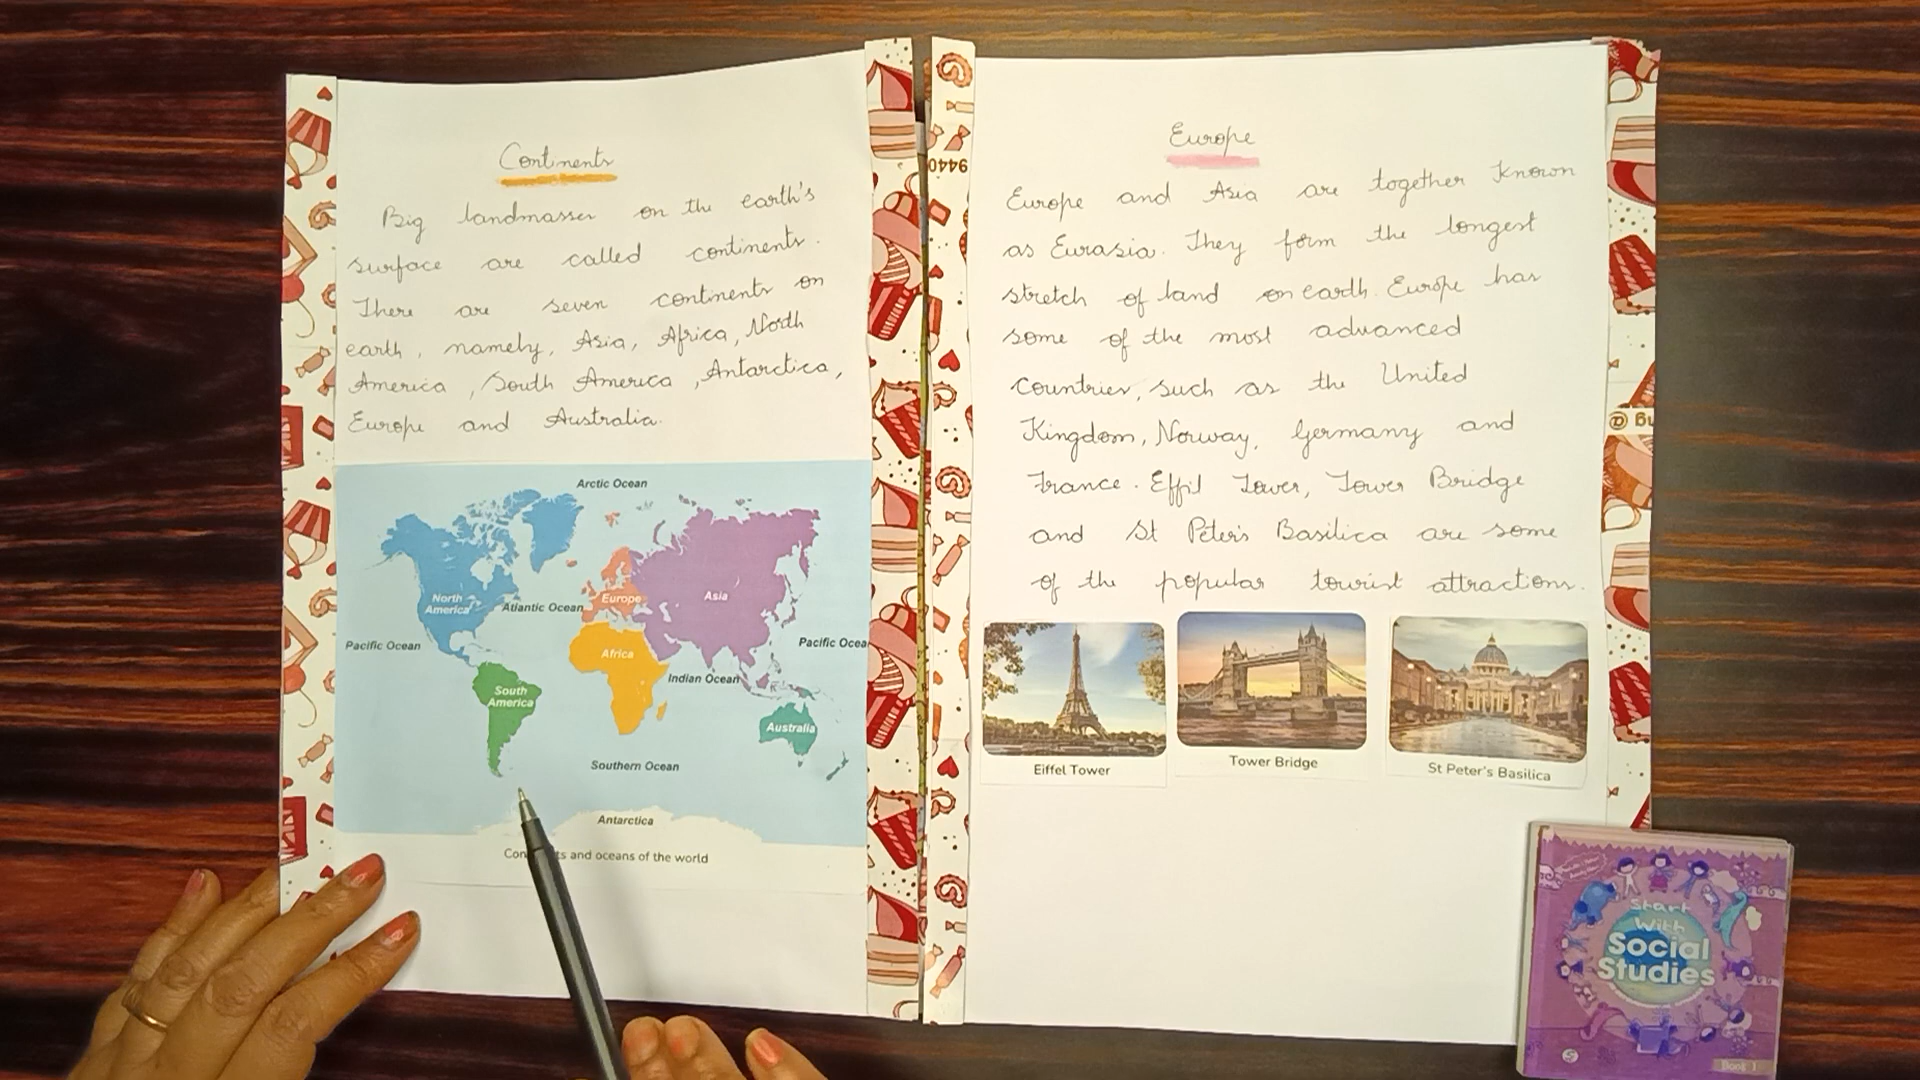 Continents
Big landmasses on the earth's
surface are called continents.
There are seven continents on
earth, namely, Asia, Africa, North
America, South America, Antarctica,
Europe and Australia.
Arctic Ocean
North
America
Atlantic Ocean
Europe
Asia
Pacific Ocean
Pacific Ocea
Africa
Indian Ocean
South
America
Australia
Southern Ocean
Antarctica
Con ts and oceans of the world
Europe
Europe and Asia are together known
as Eurasia. They form the longest
stretch of land on earth. Europe has
some of the most advanced
countries, such as the United
Kingdom, Norway, Germany and
France. Effil Tower, Tower Bridge
and St Peter's Basilica are some
of the popular tourist attractions.
Eiffel Tower
Tower Bridge
St Peter's Basilica
9440
Start
With
Social
Studies
Book 1